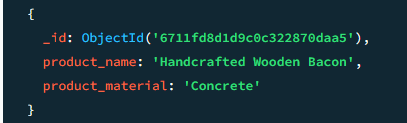 {
_id: ObjectId('6711fd8d1d9c0c322870daa5'),
product_name: 'Handcrafted Wooden Bacon',
product_material: 'Concrete'
}